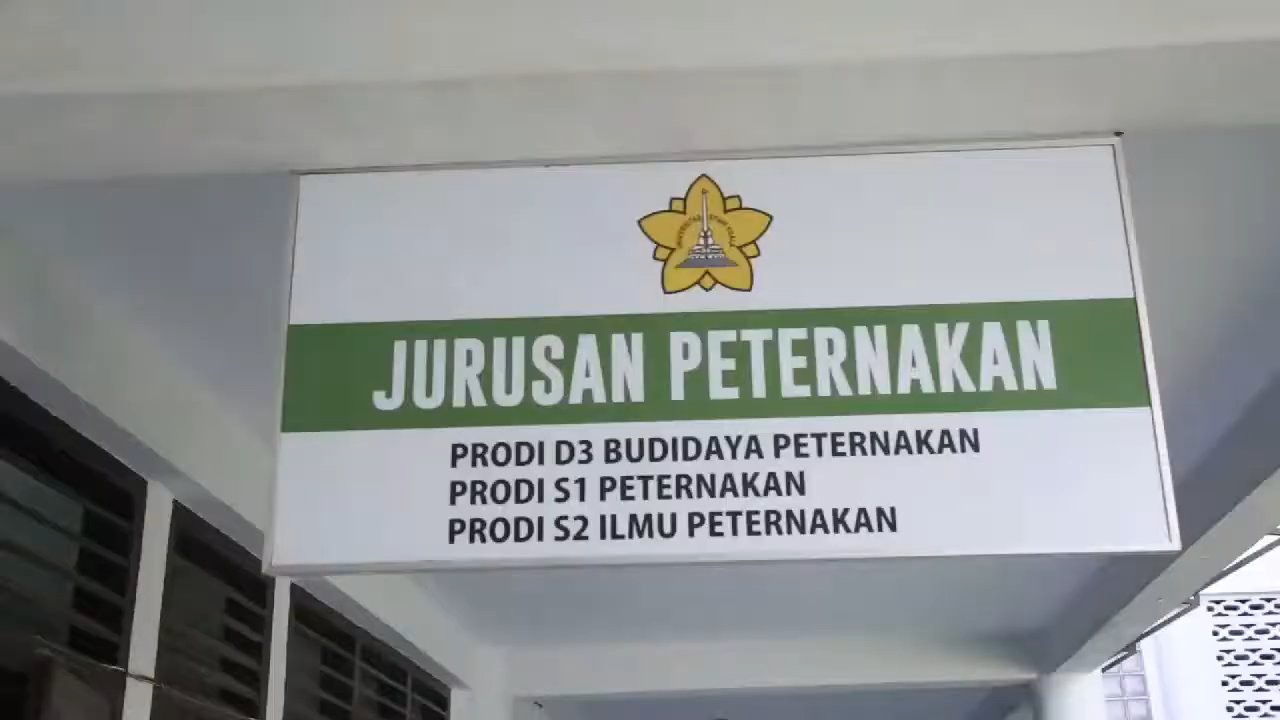 JURUSAN PETERNAKAN
PRODI D3 BUDIDAYA PETERNAKAN
PRODI S1 PETERNAKAN
PRODI S2 ILMU PETERNAKAN